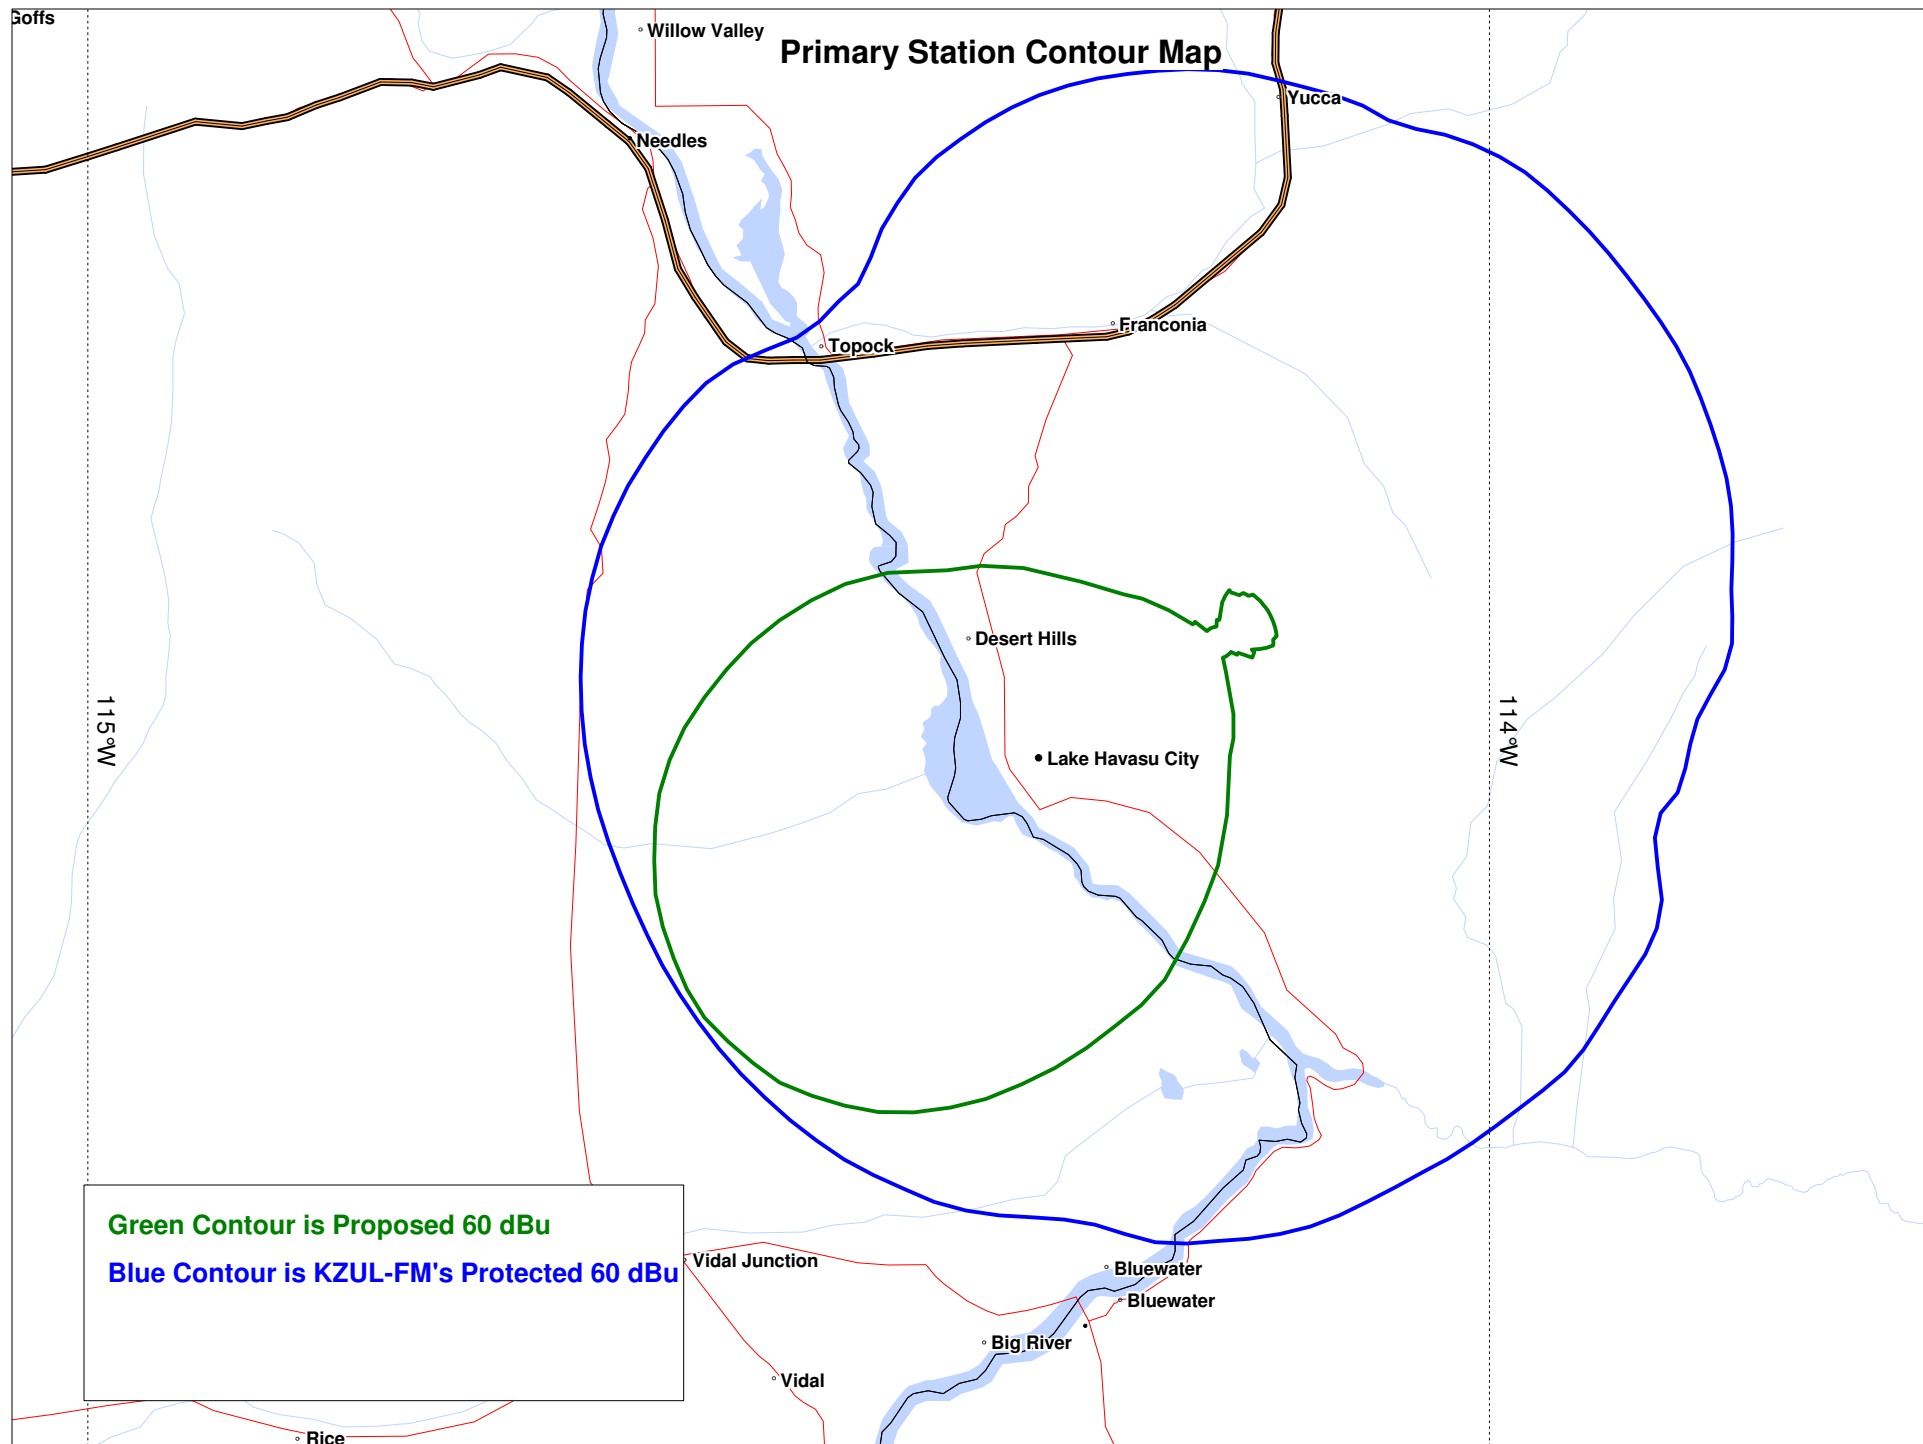 Goffs
Willow Valley
Primary Station Contour Map
Yucca
Needles
Franconia
Topock
Desert Hills
115°W
114°W
Lake Havasu City
Green Contour is Proposed 60 dBu
Blue Contour is KZUL-FM's Protected 60 dBu
Vidal Junction
Bluewater
Bluewater
Big River
Vidal
Rice